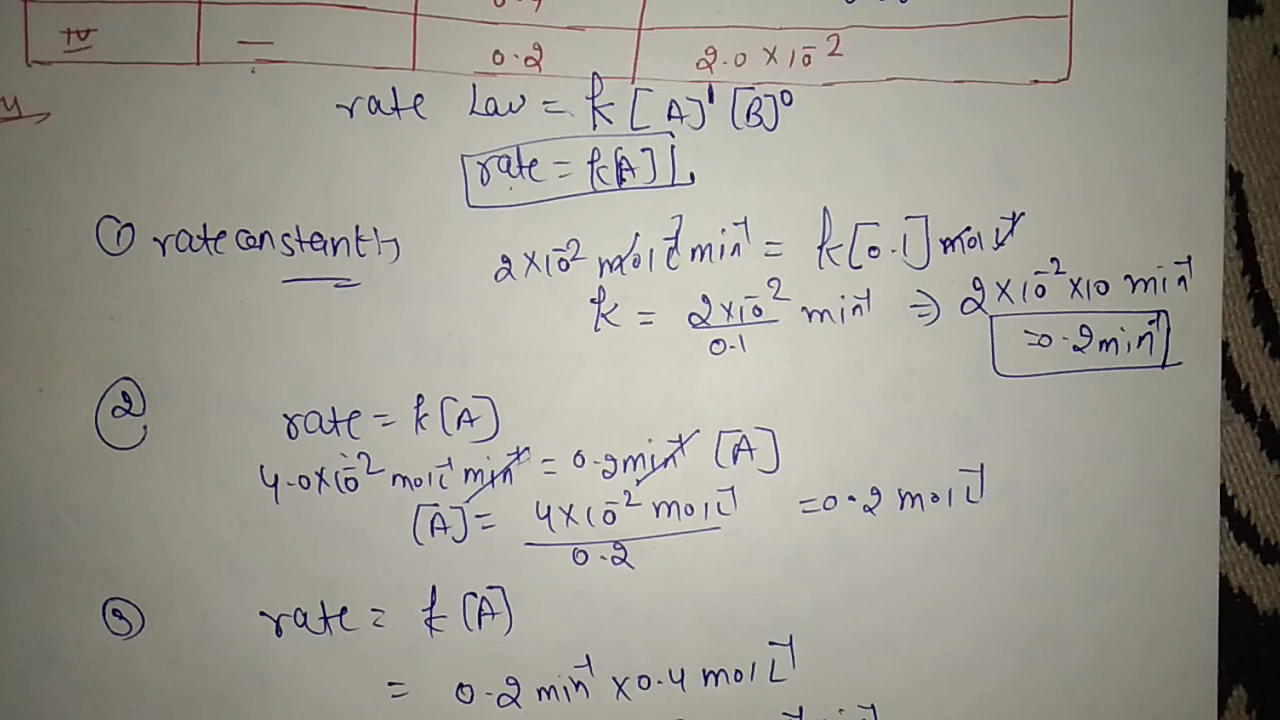 IV — 0.2 2.0 × 10⁻²
rate Law = k [A]¹ [B]⁰
rate = k[A]
① rate constant
2×10⁻² mol L⁻¹ min⁻¹ = k[0.1] mol L⁻¹
k = 2×10⁻²/0.1 min⁻¹ ⇒ 2×10⁻²×10 min⁻¹
=0.2 min⁻¹
② rate = k[A]
4.0×10⁻² mol L⁻¹ min⁻¹ = 0.2 min⁻¹ [A]
[A] = 4×10⁻² mol L⁻¹/0.2 =0.2 mol L⁻¹
③ rate = k [A]
= 0.2 min⁻¹ ×0.4 mol L⁻¹